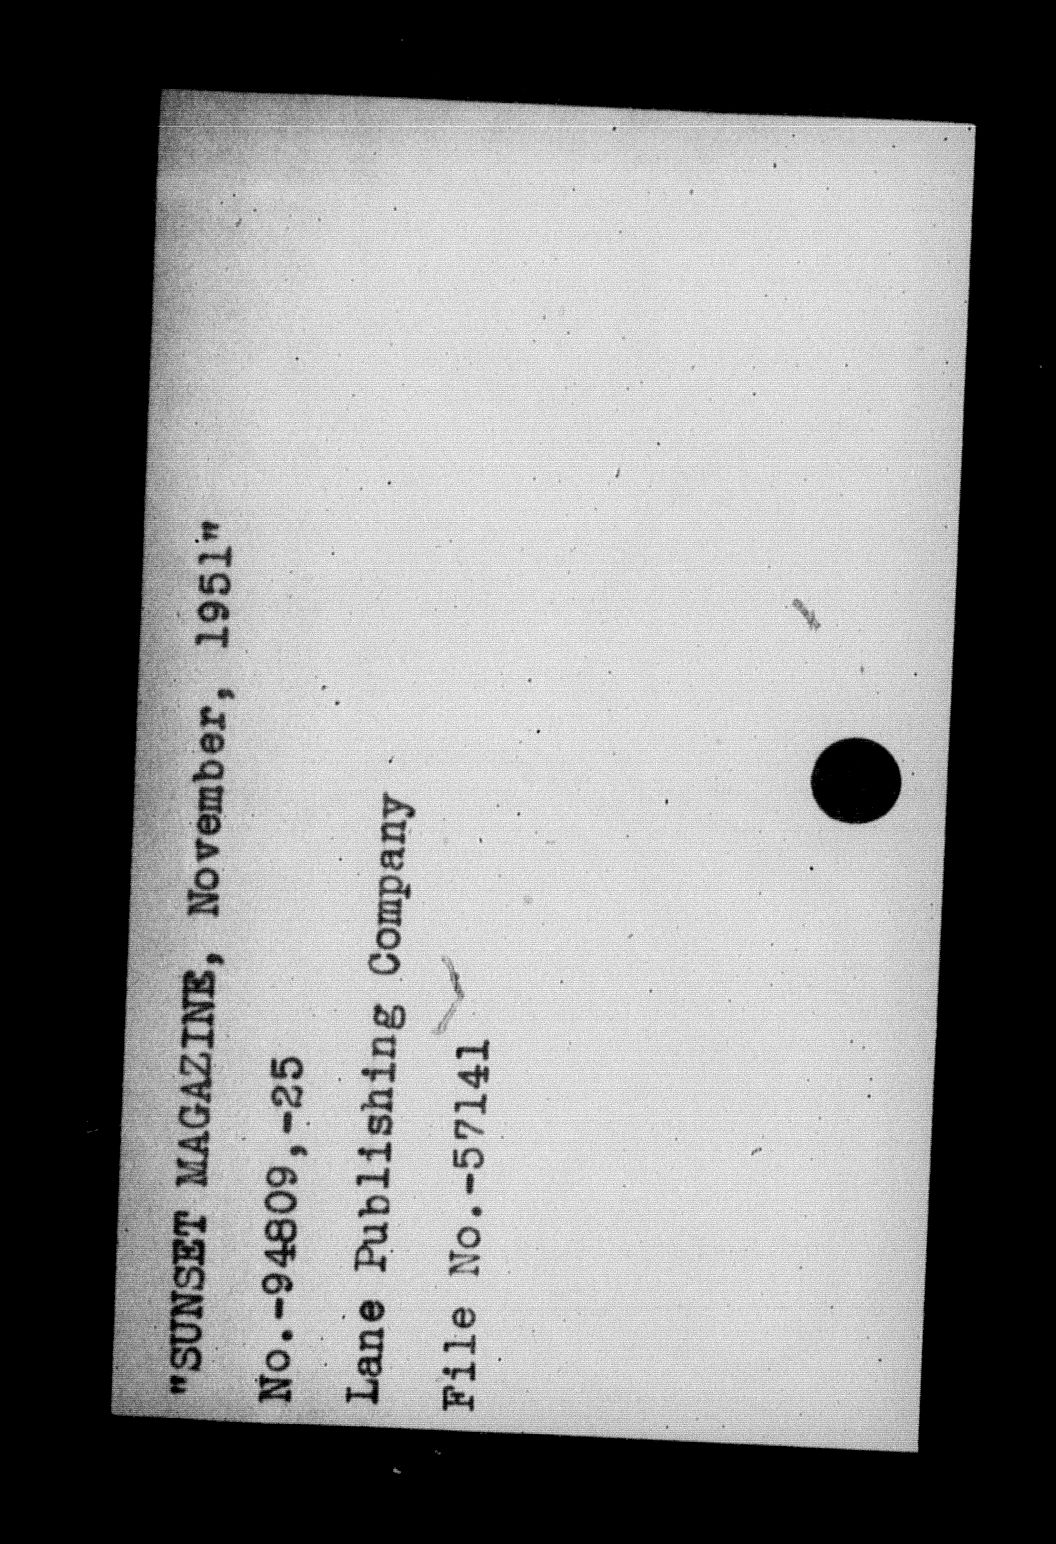 "SUNSET MAGAZINE, November, 1951"
No.-94809,-25
Lane Publishing Company
File No.-57141